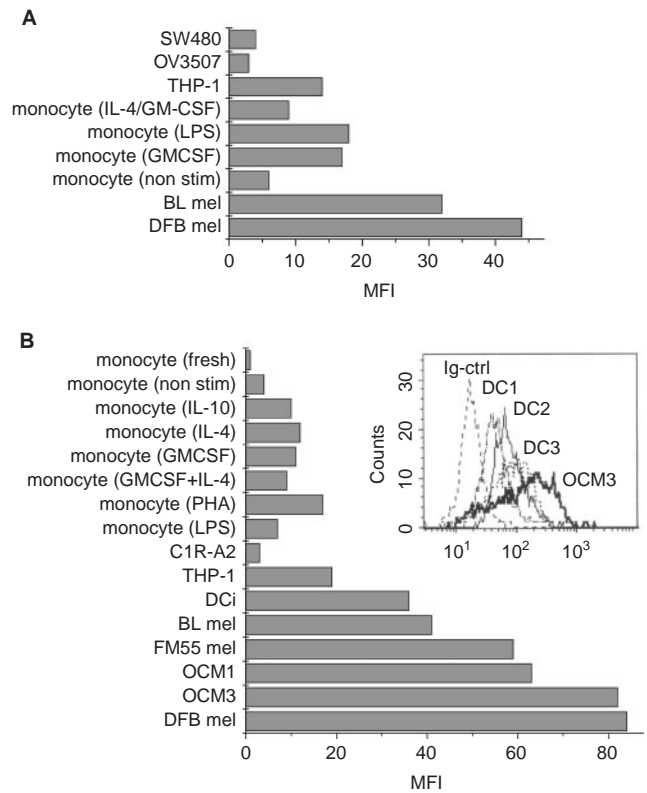 A
SW480
OV3507
THP-1
monocyte (IL-4/GM-CSF)
monocyte (LPS)
monocyte (GMCSF)
monocyte (non stim)
BL mel
DFB mel
0 10 20 30 40
MFI
B
monocyte (fresh)
monocyte (non stim)
monocyte (IL-10)
monocyte (IL-4)
monocyte (GMCSF)
monocyte (GMCSF+IL-4)
monocyte (PHA)
monocyte (LPS)
C1R-A2
THP-1
DCi
BL mel
FM55 mel
OCM1
OCM3
DFB mel
0 20 40 60 80
MFI
Ig-ctrl
DC1
DC2
DC3
OCM3
Counts
30
20
10
0
10¹ 10² 10³